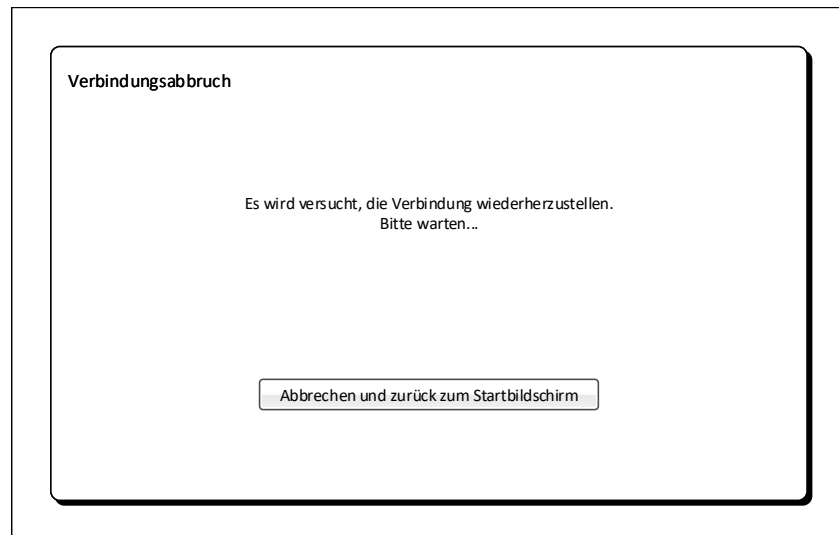 Verbindungsabbruch
Es wird versucht, die Verbindung wiederherzustellen.
Bitte warten...
Abbrechen und zurück zum Startbildschirm